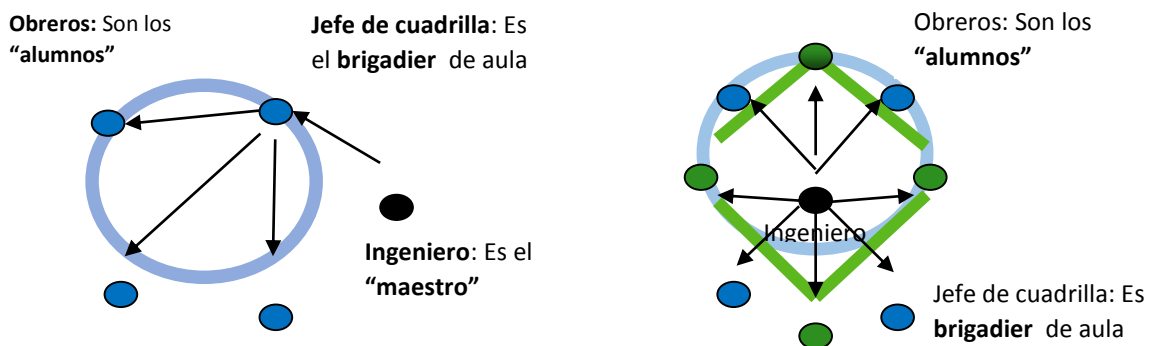 Obreros: Son los
“alumnos”
Jefe de cuadrilla: Es
el brigadier de aula
Ingeniero: Es el
“maestro”
Obreros: Son los
“alumnos”
Ingeniero
Jefe de cuadrilla: Es
brigadier de aula